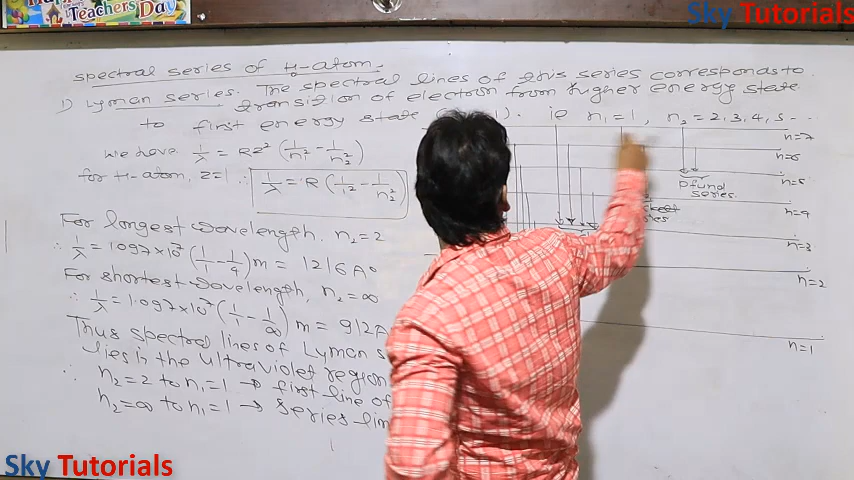 Teachers Day
Sky Tutorials
spectral series of H-atom.
1) Lyman series. The spectral lines of this series corresponds to
transition of electron from higher energy state
to first energy state 1). ie n₁ = 1, n₂ = 2, 3, 4, 5 - -
We have 1/λ = RZ² (1/n₁² - 1/n₂²)
for H-atom, Z=1 ∴ 1/λ = R (1/1² - 1/n₂²)
For longest wavelength, n₂ = 2
∴ 1/λ = 1.097×10⁷ (1/1 - 1/4) m = 1216 A°
For shortest wavelength, n₂ = ∞
∴ 1/λ = 1.097×10⁷ (1/1 - 1/∞) m = 912 A
Thus spectral lines of Lyman s
lies in the ultraviolet region
∴ n₂=2 to n₁=1 → first line of
n₂=∞ to n₁=1 → series lim
n=7
n=6
n=5
Pfund
series.
n=4
n=3
n=2
n=1
Sky Tutorials